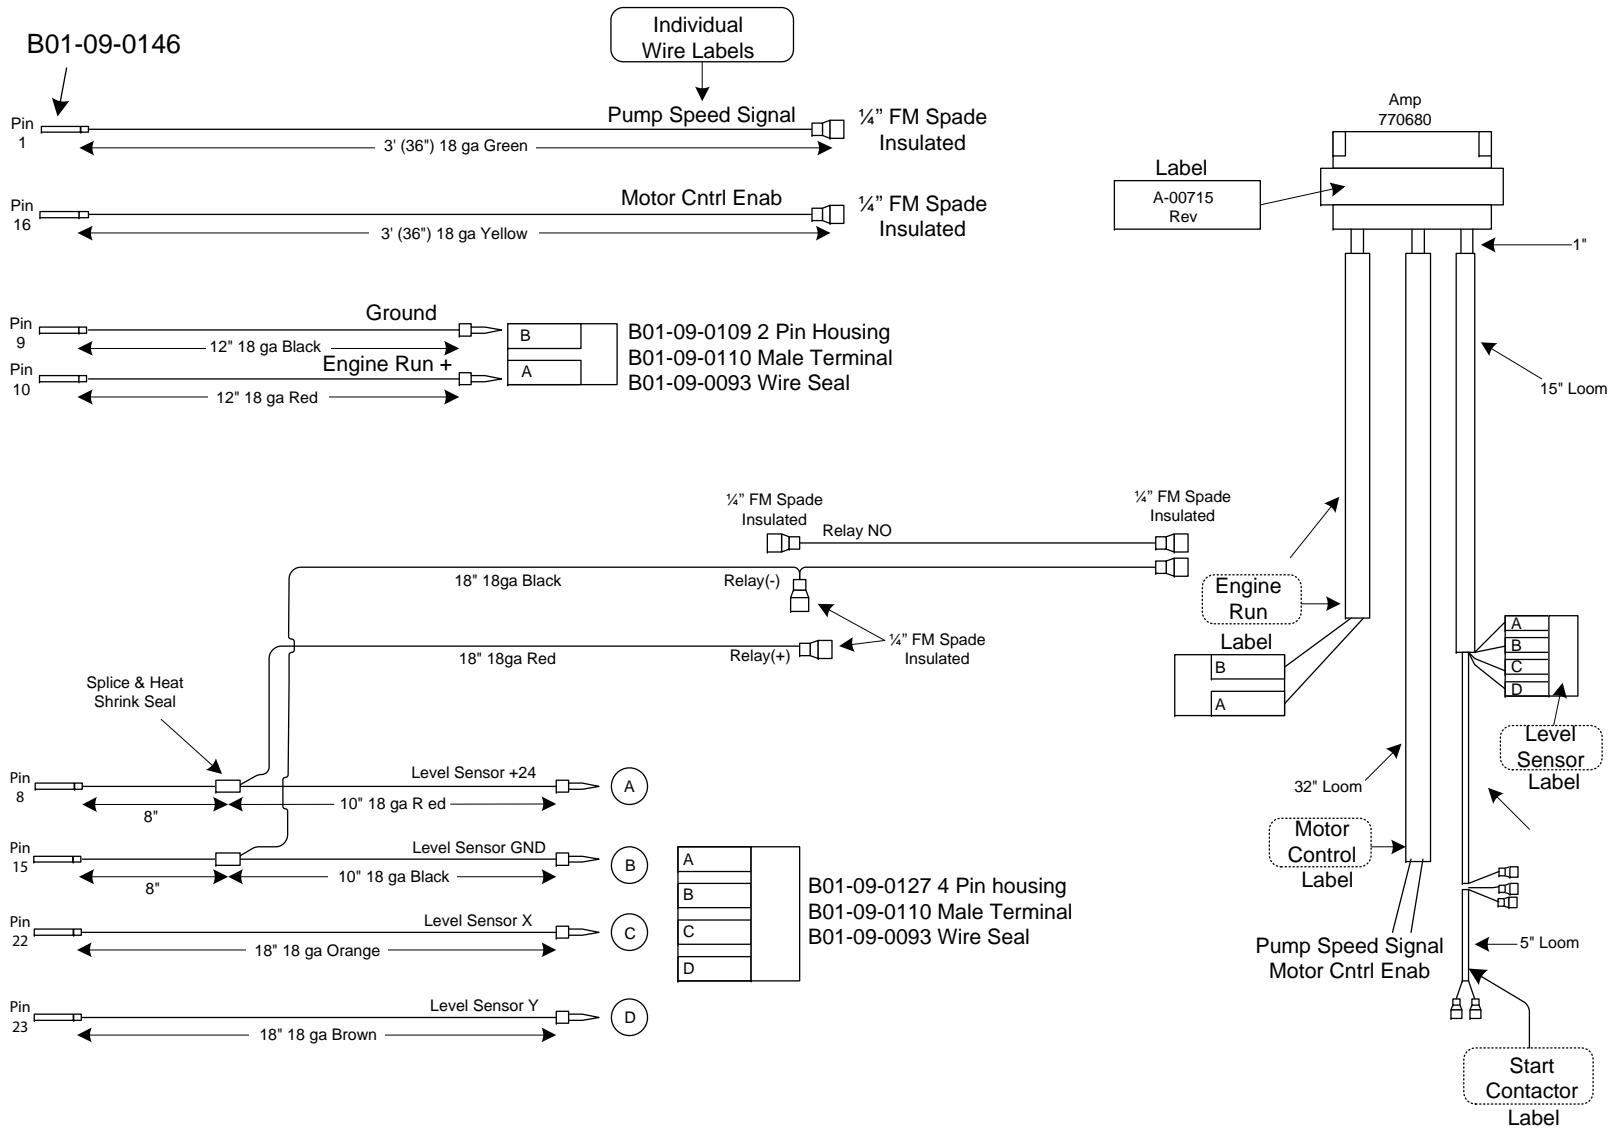 B01-09-0146
Individual
Wire Labels
Pin
1
Pump Speed Signal
3' (36") 18 ga Green
¼” FM Spade
Insulated
Pin
16
Motor Cntrl Enab
3' (36") 18 ga Yellow
¼” FM Spade
Insulated
Pin
9
Ground
12" 18 ga Black
Pin
10
Engine Run +
12" 18 ga Red
B
A
B01-09-0109 2 Pin Housing
B01-09-0110 Male Terminal
B01-09-0093 Wire Seal
¼” FM Spade
Insulated
Relay NO
¼” FM Spade
Insulated
18" 18ga Black
Relay(-)
18" 18ga Red
Relay(+)
¼” FM Spade
Insulated
Splice & Heat
Shrink Seal
Pin
8
Level Sensor +24
8"
10" 18 ga R ed
A
Pin
15
Level Sensor GND
8"
10" 18 ga Black
B
Pin
22
Level Sensor X
18" 18 ga Orange
C
Pin
23
Level Sensor Y
18" 18 ga Brown
D
A
B
C
D
B01-09-0127 4 Pin housing
B01-09-0110 Male Terminal
B01-09-0093 Wire Seal
Amp
770680
Label
A-00715
Rev
1"
15" Loom
Engine
Run
Label
B
A
A
B
C
D
Level
Sensor
Label
32" Loom
Motor
Control
Label
Pump Speed Signal
Motor Cntrl Enab
5" Loom
Start
Contactor
Label